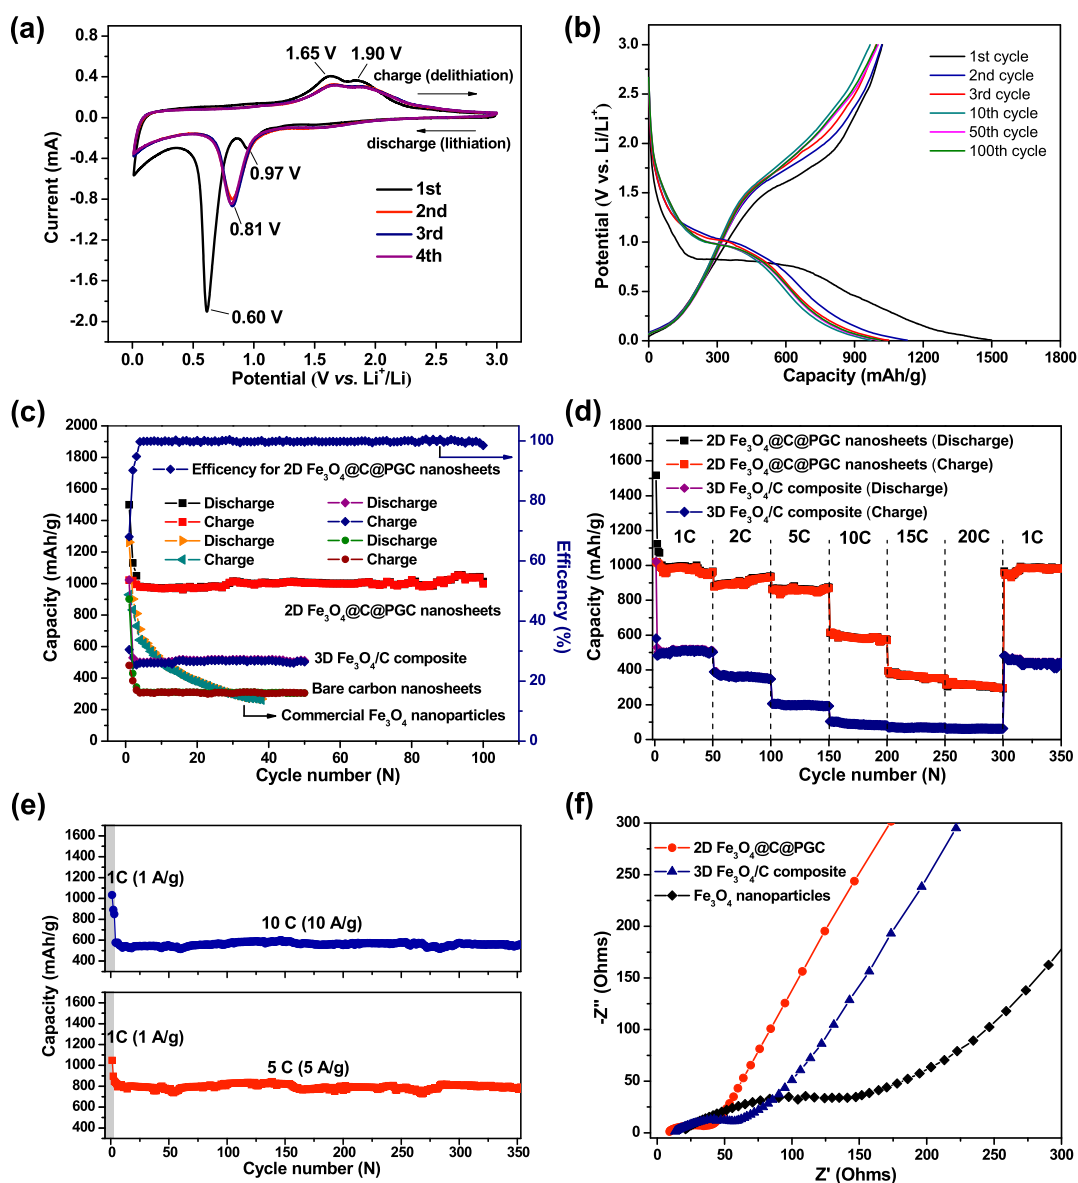 (a)
1.65 V
1.90 V
charge (delithiation)
discharge (lithiation)
0.97 V
0.81 V
0.60 V
1st
2nd
3rd
4th
0.8
0.4
0.0
-0.4
-0.8
-1.2
-1.6
-2.0
Current (mA)
0.0 0.5 1.0 1.5 2.0 2.5 3.0
Potential (V vs. Li⁺/Li)
(b)
1st cycle
2nd cycle
3rd cycle
10th cycle
50th cycle
100th cycle
3.0
2.5
2.0
1.5
1.0
0.5
0.0
Potential (V vs. Li/Li⁺)
0 300 600 900 1200 1500 1800
Capacity (mAh/g)
(c)
Efficency for 2D Fe₃O₄@C@PGC nanosheets
Discharge
Charge
Discharge
Charge
Discharge
Charge
Discharge
Charge
2D Fe₃O₄@C@PGC nanosheets
3D Fe₃O₄/C composite
Bare carbon nanosheets
Commercial Fe₃O₄ nanoparticles
2000
1800
1600
1400
1200
1000
800
600
400
200
0
Capacity (mAh/g)
100
80
60
40
20
0
Efficency (%)
0 20 40 60 80 100
Cycle number (N)
(d)
2D Fe₃O₄@C@PGC nanosheets (Discharge)
2D Fe₃O₄@C@PGC nanosheets (Charge)
3D Fe₃O₄/C composite (Discharge)
3D Fe₃O₄/C composite (Charge)
1C 2C 5C 10C 15C 20C 1C
1800
1600
1400
1200
1000
800
600
400
200
0
Capacity (mAh/g)
0 50 100 150 200 250 300 350
Cycle number (N)
(e)
1C (1 A/g)
10 C (10 A/g)
1600
1400
1200
1000
800
600
400
1C (1 A/g)
5 C (5 A/g)
1600
1400
1200
1000
800
600
400
Capacity (mAh/g)
0 50 100 150 200 250 300 350
Cycle number (N)
(f)
2D Fe₃O₄@C@PGC
3D Fe₃O₄/C composite
Fe₃O₄ nanoparticles
300
250
200
150
100
50
0
-Z'' (Ohms)
0 50 100 150 200 250 300
Z' (Ohms)